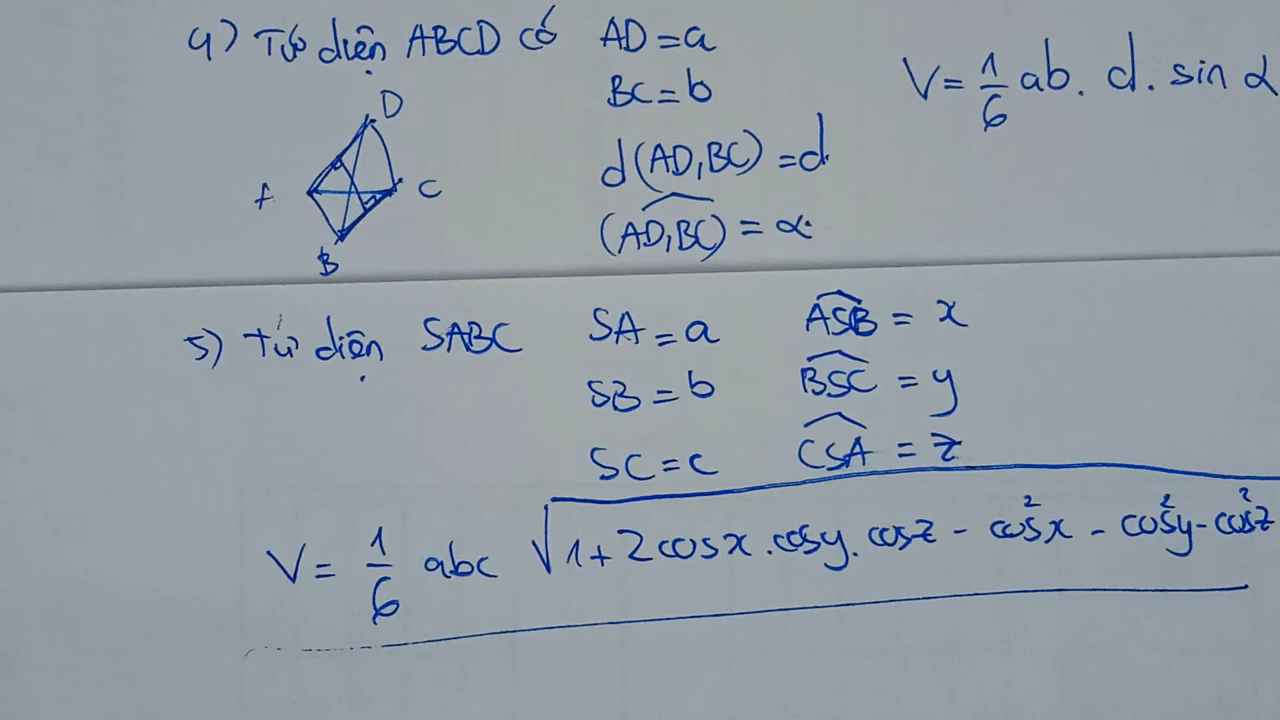 4) Tứ diện ABCD có AD = a
BC = b
V = 1/6 ab. d. sin α
D
d(AD,BC) = d
A
C
(AD,BC)^ = α
B
5) tứ diện SABC SA = a ASB^ = x
SB = b BSC^ = y
SC = c CSA^ = z
V = 1/6 abc √(1 + 2cosx.cosy.cosz - cos²x - cos²y - cos²z)